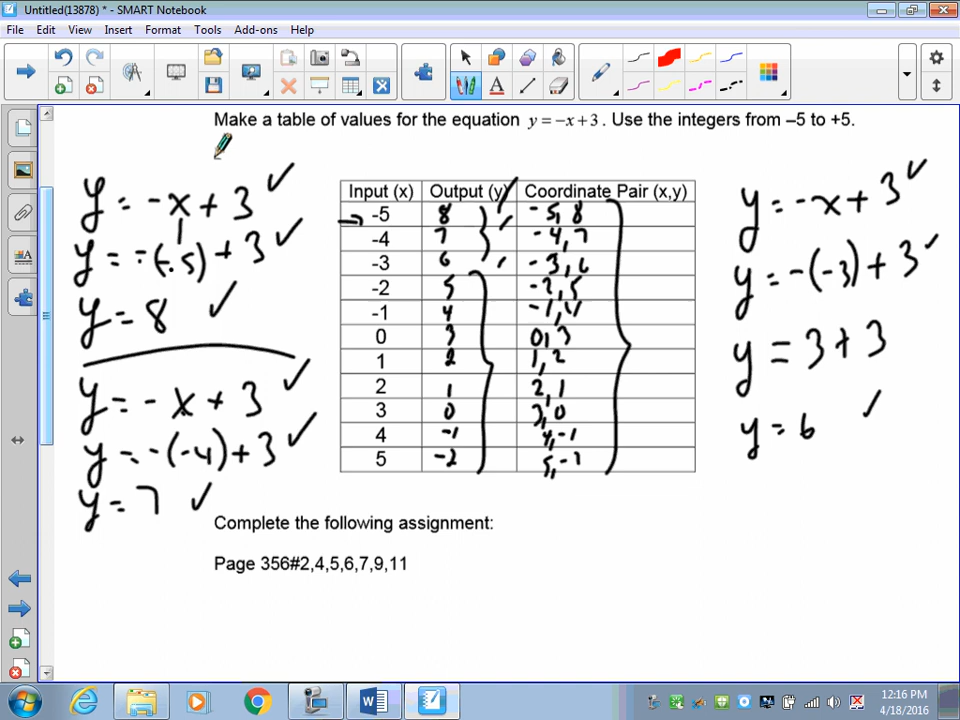 Untitled(13878) * - SMART Notebook
File Edit View Insert Format Tools Add-ons Help
Make a table of values for the equation y = −x + 3. Use the integers from –5 to +5.
y = -x + 3 ✓
y = -(-5) + 3 ✓
y = 8 ✓
y = -x + 3 ✓
y = -(-4) + 3 ✓
y = 7 ✓
Input (x) Output (y) Coordinate Pair (x,y)
-5 8 -5, 8
-4 7 -4, 7
-3 6 -3, 6
-2 5 -2, 5
-1 4 -1, 4
0 3 0, 3
1 2 1, 2
2 1 2, 1
3 0 3, 0
4 -1 4, -1
5 -2 5, -2
y = -x + 3 ✓
y = -(-3) + 3 ✓
y = 3 + 3
y = 6 ✓
Complete the following assignment:
Page 356#2,4,5,6,7,9,11
12:16 PM
4/18/2016